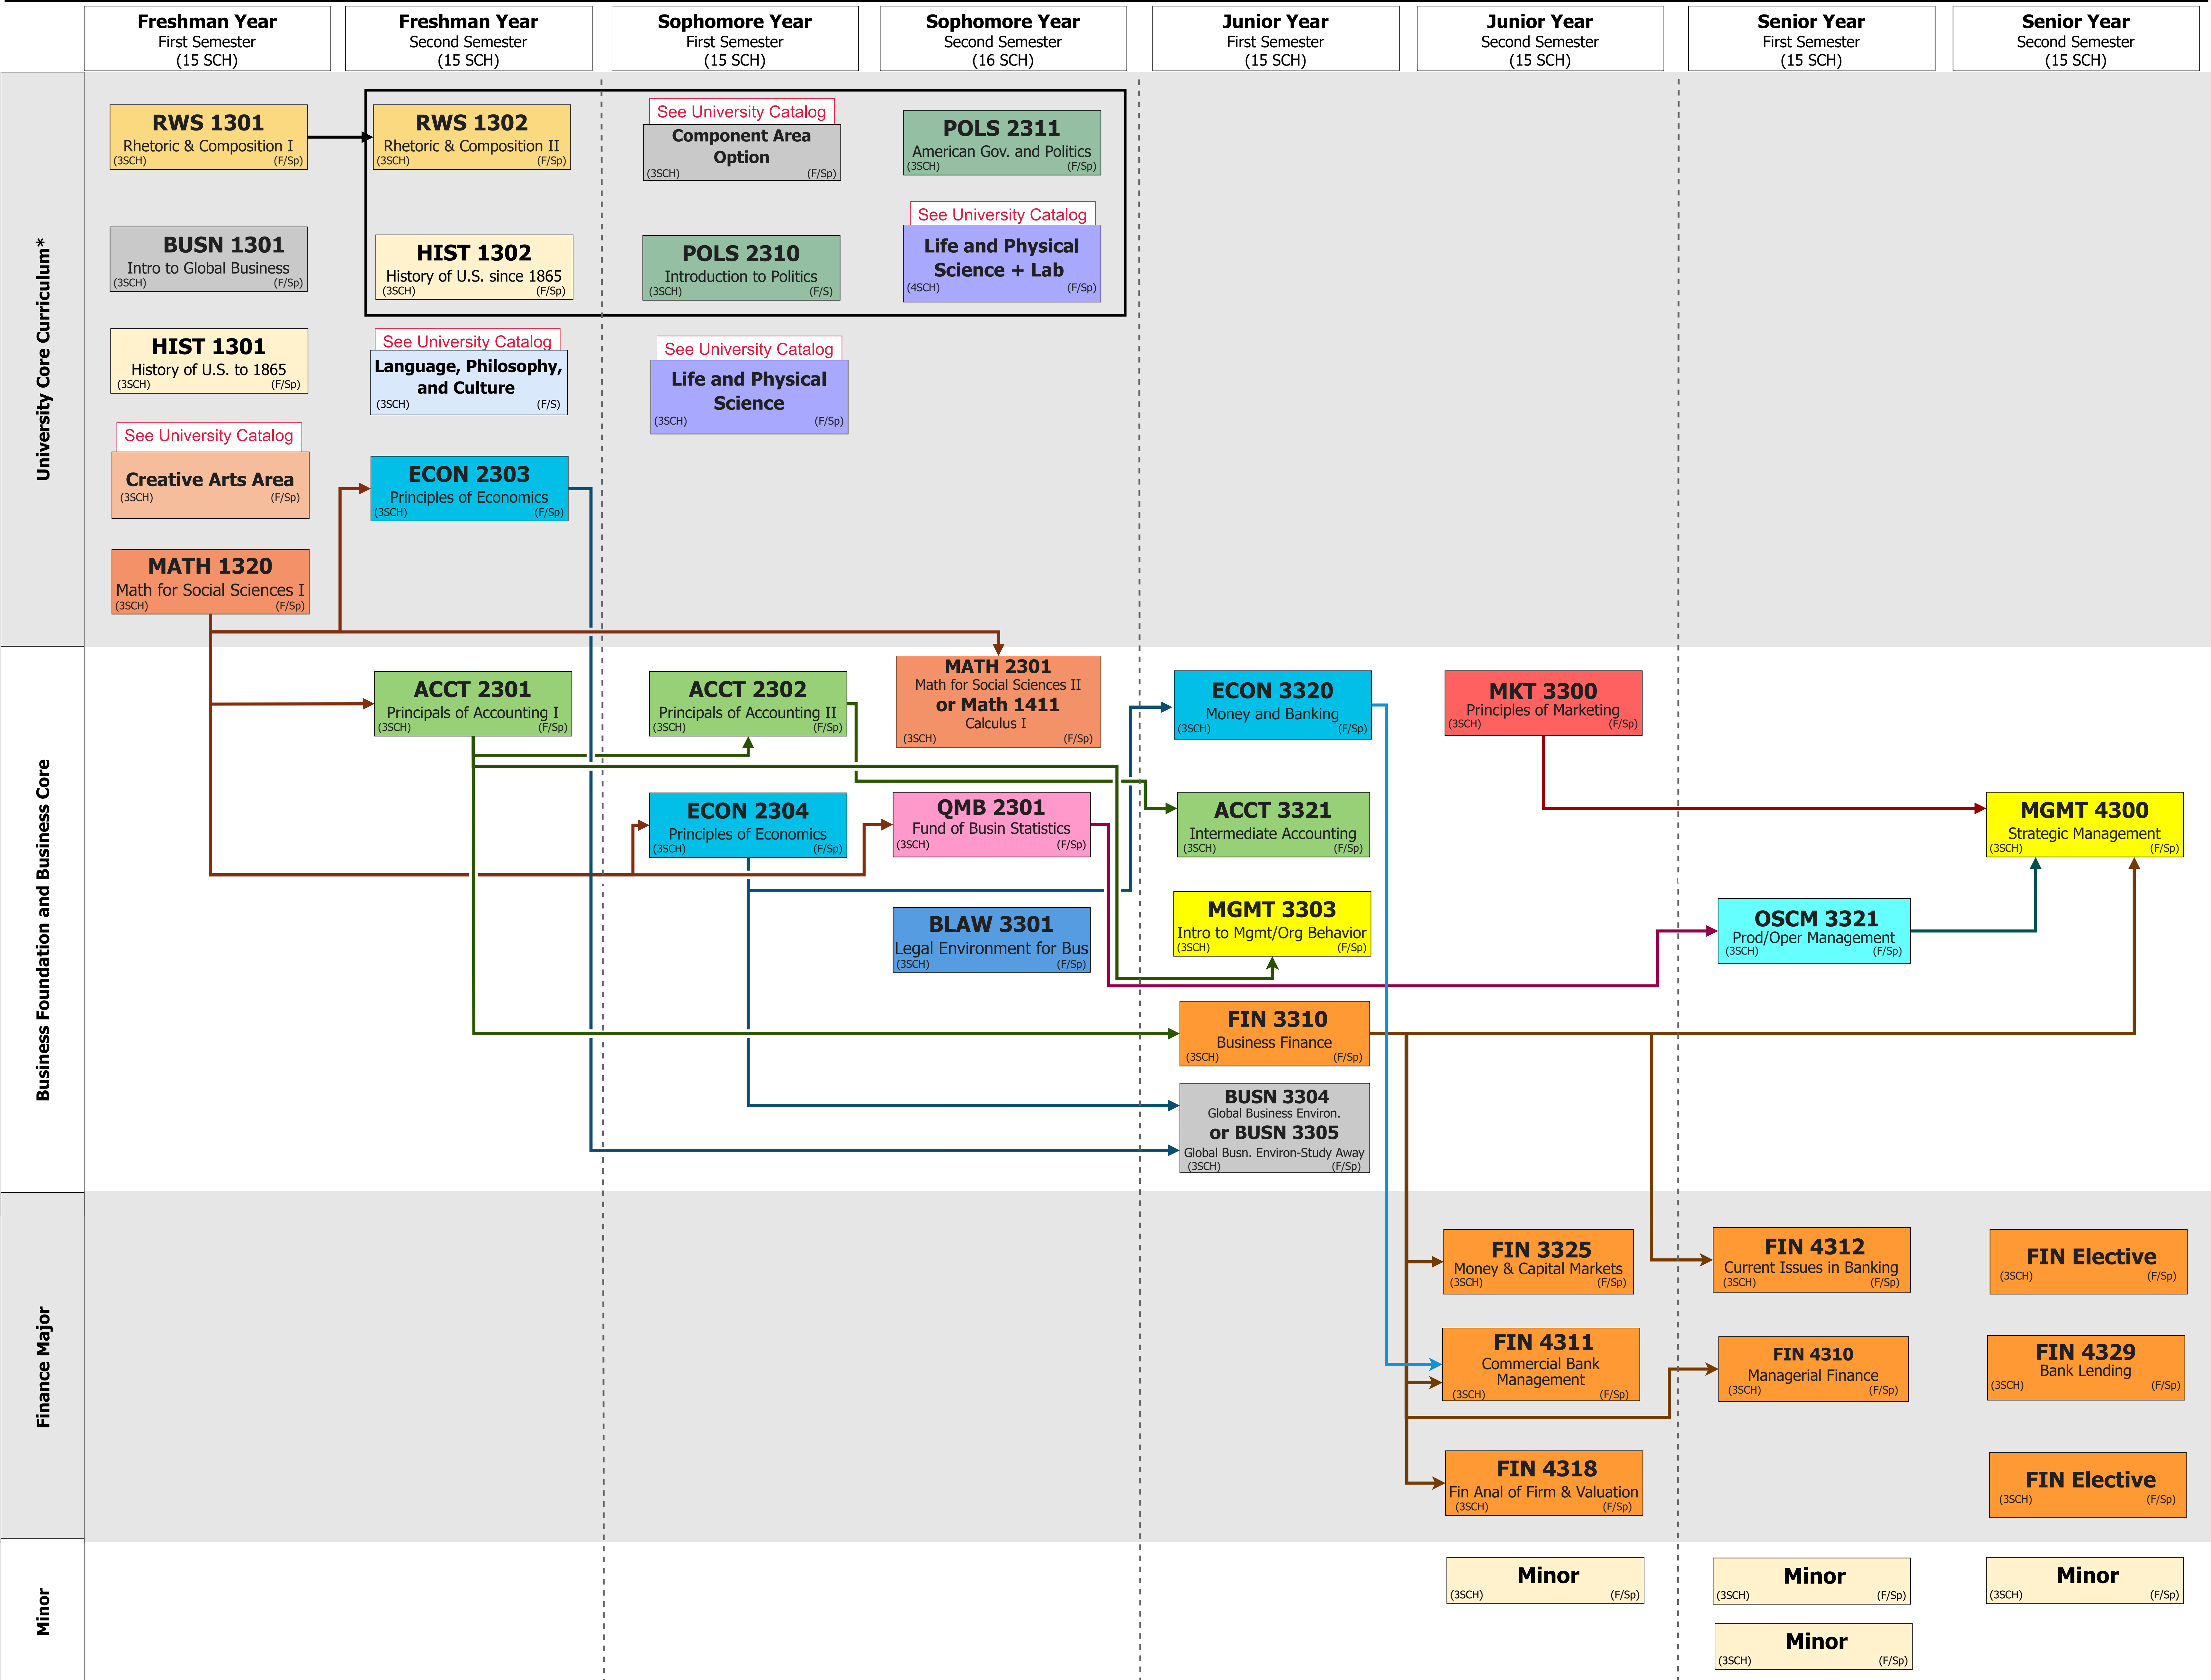 Freshman Year
First Semester
(15 SCH)
Freshman Year
Second Semester
(15 SCH)
Sophomore Year
First Semester
(15 SCH)
Sophomore Year
Second Semester
(16 SCH)
Junior Year
First Semester
(15 SCH)
Junior Year
Second Semester
(15 SCH)
Senior Year
First Semester
(15 SCH)
Senior Year
Second Semester
(15 SCH)
University Core Curriculum*
RWS 1301
Rhetoric & Composition I
(3SCH) (F/Sp)
RWS 1302
Rhetoric & Composition II
(3SCH) (F/Sp)
See University Catalog
Component Area
Option
(3SCH) (F/Sp)
POLS 2311
American Gov. and Politics
(3SCH) (F/Sp)
BUSN 1301
Intro to Global Business
(3SCH) (F/Sp)
HIST 1302
History of U.S. since 1865
(3SCH) (F/Sp)
POLS 2310
Introduction to Politics
(3SCH) (F/S)
See University Catalog
Life and Physical
Science + Lab
(4SCH) (F/Sp)
HIST 1301
History of U.S. to 1865
(3SCH) (F/Sp)
See University Catalog
Language, Philosophy,
and Culture
(3SCH) (F/S)
See University Catalog
Life and Physical
Science
(3SCH) (F/Sp)
See University Catalog
Creative Arts Area
(3SCH) (F/Sp)
ECON 2303
Principles of Economics
(3SCH) (F/Sp)
MATH 1320
Math for Social Sciences I
(3SCH) (F/Sp)
Business Foundation and Business Core
ACCT 2301
Principals of Accounting I
(3SCH) (F/Sp)
ACCT 2302
Principals of Accounting II
(3SCH) (F/Sp)
MATH 2301
Math for Social Sciences II
or Math 1411
Calculus I
(3SCH) (F/Sp)
ECON 3320
Money and Banking
(3SCH) (F/Sp)
MKT 3300
Principles of Marketing
(3SCH) (F/Sp)
ECON 2304
Principles of Economics
(3SCH) (F/Sp)
QMB 2301
Fund of Busin Statistics
(3SCH) (F/Sp)
ACCT 3321
Intermediate Accounting
(3SCH) (F/Sp)
MGMT 4300
Strategic Management
(3SCH) (F/Sp)
BLAW 3301
Legal Environment for Bus
(3SCH) (F/Sp)
MGMT 3303
Intro to Mgmt/Org Behavior
(3SCH) (F/Sp)
OSCM 3321
Prod/Oper Management
(3SCH) (F/Sp)
FIN 3310
Business Finance
(3SCH) (F/Sp)
BUSN 3304
Global Business Environ.
or BUSN 3305
Global Busn. Environ-Study Away
(3SCH) (F/Sp)
Finance Major
FIN 3325
Money & Capital Markets
(3SCH) (F/Sp)
FIN 4312
Current Issues in Banking
(3SCH) (F/Sp)
FIN Elective
(3SCH) (F/Sp)
FIN 4311
Commercial Bank
Management
(3SCH) (F/Sp)
FIN 4310
Managerial Finance
(3SCH) (F/Sp)
FIN 4329
Bank Lending
(3SCH) (F/Sp)
FIN 4318
Fin Anal of Firm & Valuation
(3SCH) (F/Sp)
FIN Elective
(3SCH) (F/Sp)
Minor
Minor
(3SCH) (F/Sp)
Minor
(3SCH) (F/Sp)
Minor
(3SCH) (F/Sp)
Minor
(3SCH) (F/Sp)